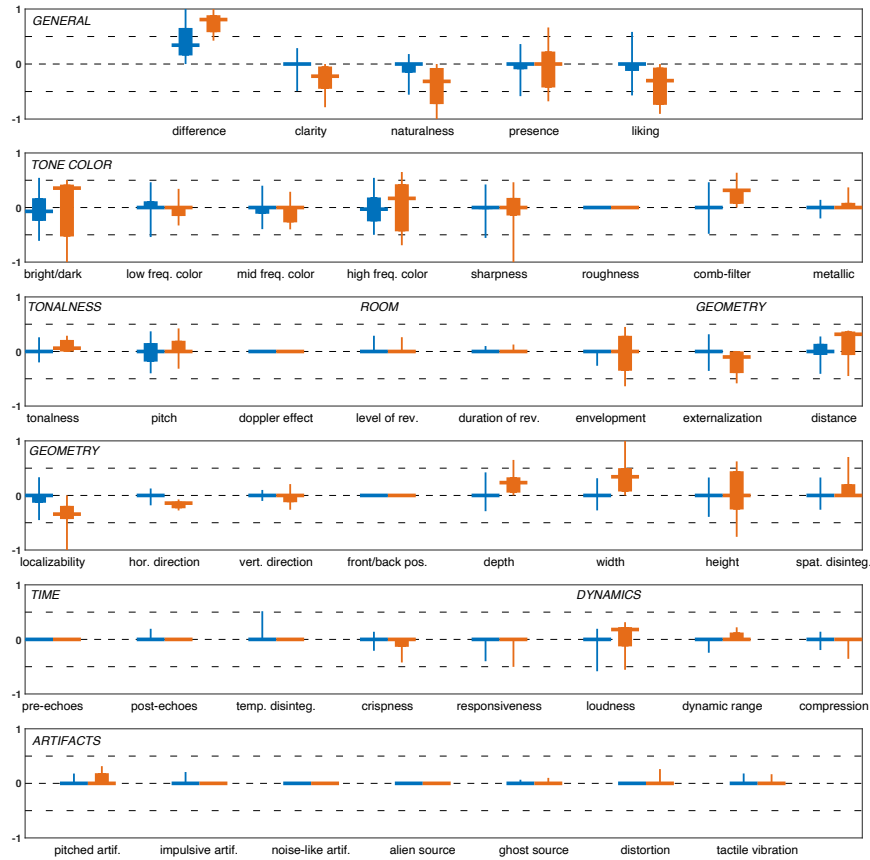 GENERAL
1
0
-1
difference clarity naturalness presence liking
TONE COLOR
1
0
-1
bright/dark low freq. color mid freq. color high freq. color sharpness roughness comb-filter metallic
TONALNESS ROOM GEOMETRY
1
0
-1
tonalness pitch doppler effect level of rev. duration of rev. envelopment externalization distance
GEOMETRY
1
0
-1
localizability hor. direction vert. direction front/back pos. depth width height spat. disinteg.
TIME DYNAMICS
1
0
-1
pre-echoes post-echoes temp. disinteg. crispness responsiveness loudness dynamic range compression
ARTIFACTS
1
0
-1
pitched artif. impulsive artif. noise-like artif. alien source ghost source distortion tactile vibration